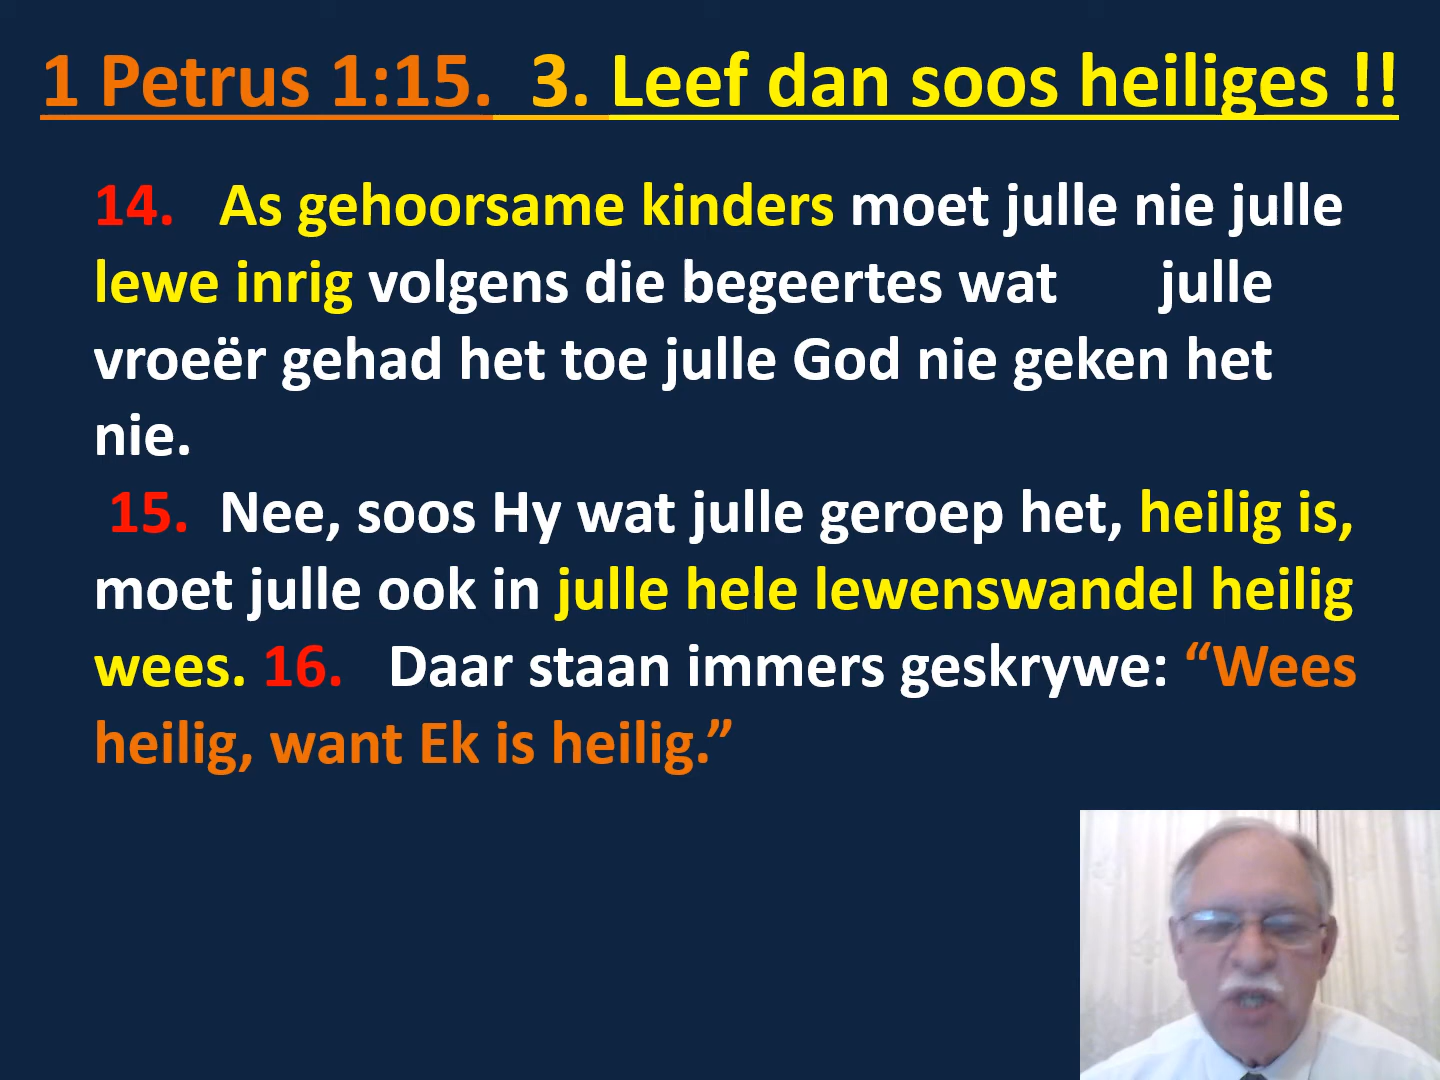 1 Petrus 1:15. 3. Leef dan soos heiliges !!
14. As gehoorsame kinders moet julle nie julle
lewe inrig volgens die begeertes wat julle
vroeër gehad het toe julle God nie geken het
nie.
15. Nee, soos Hy wat julle geroep het, heilig is,
moet julle ook in julle hele lewenswandel heilig
wees. 16. Daar staan immers geskrywe: “Wees
heilig, want Ek is heilig.”